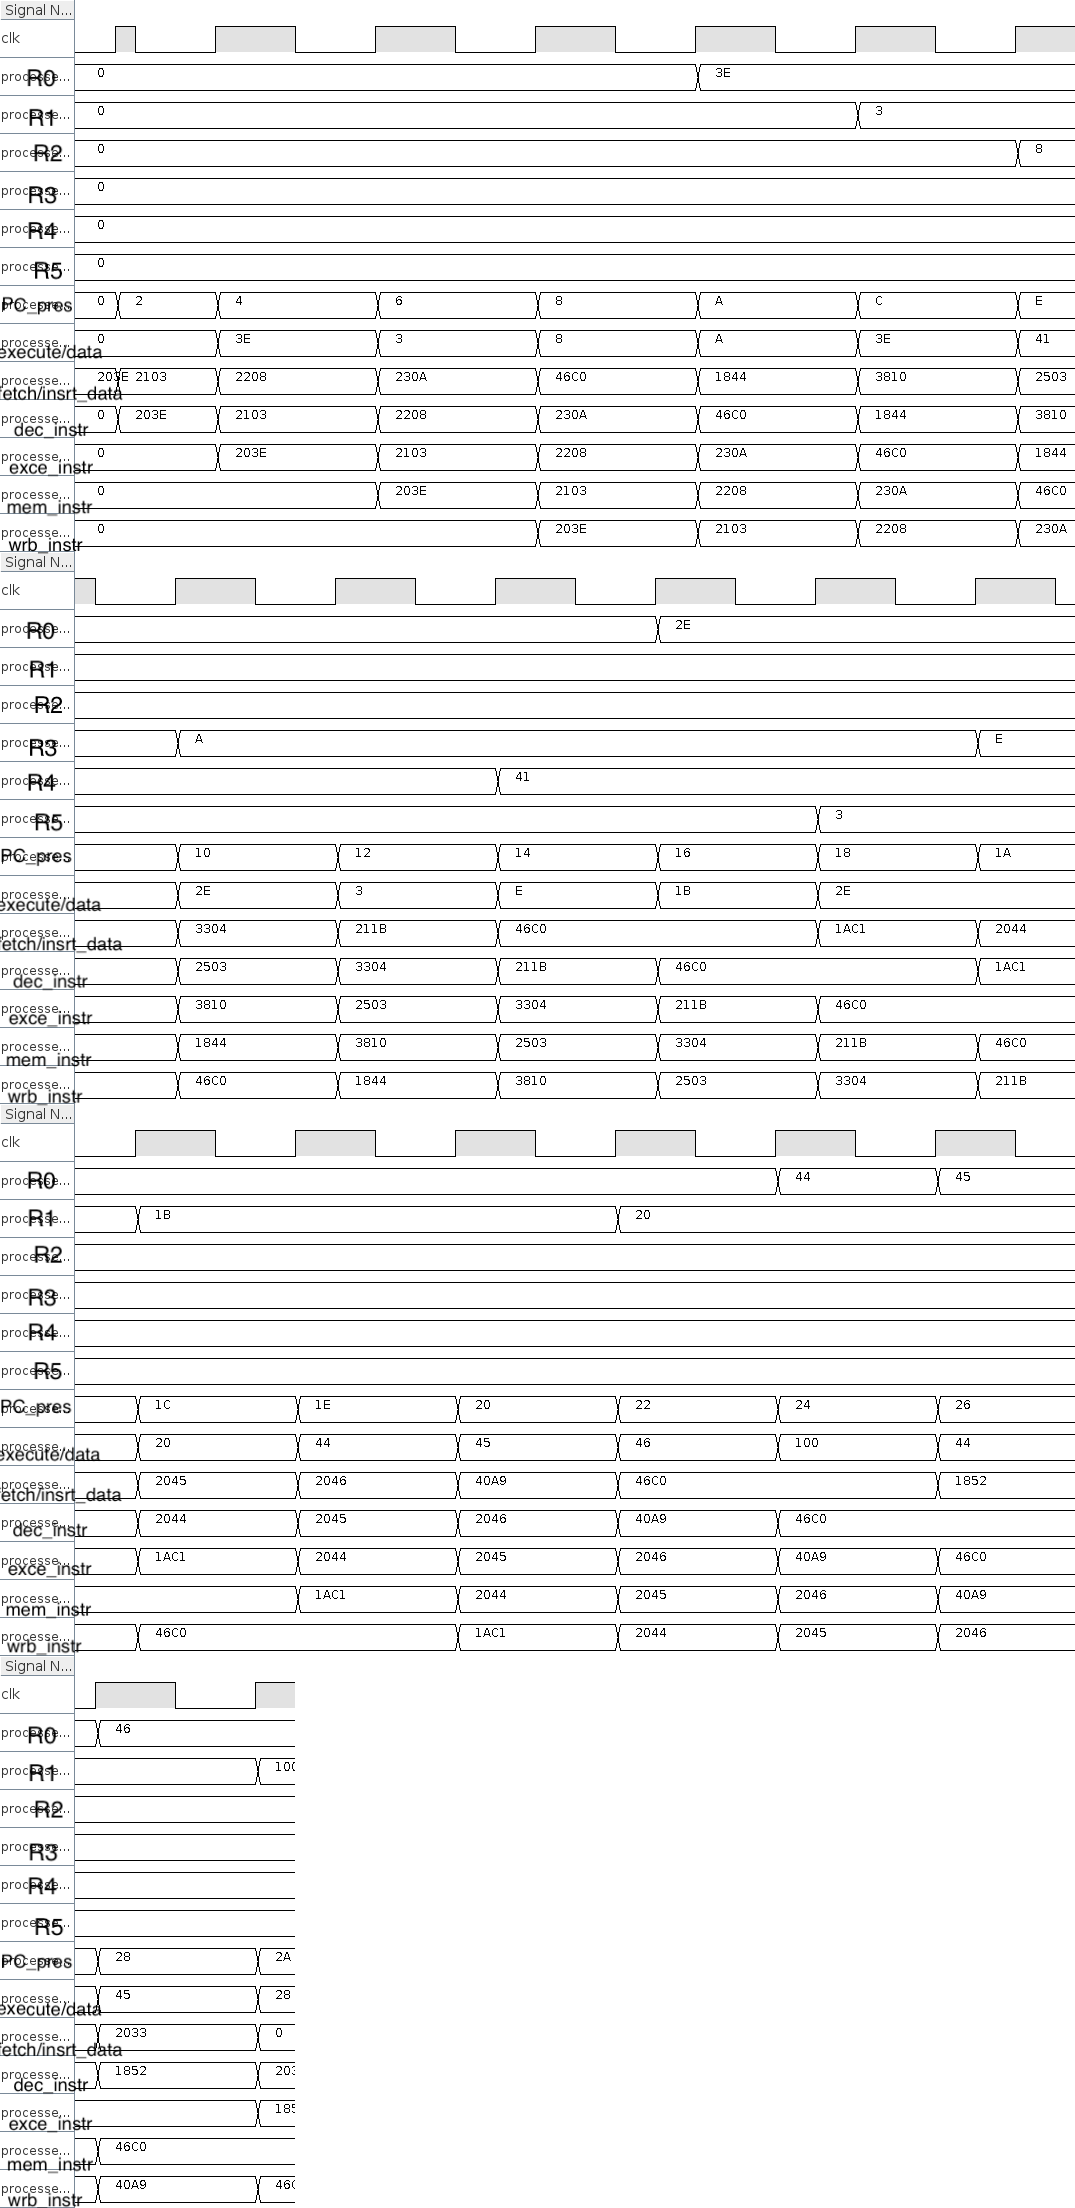 Signal N...
clk
processe... R0 0 3E
processe... R1 0 3
processe... R2 0 8
processe... R3 0
processe... R4 0
processe... R5 0
processe... PC_pres 0 2 4 6 8 A C E
processe... execute/data 0 3E 3 8 A 3E 41
processe... fetch/insrt_data 203E 2103 2208 230A 46C0 1844 3810 2503
processe... dec_instr 0 203E 2103 2208 230A 46C0 1844 3810
processe... exce_instr 0 203E 2103 2208 230A 46C0 1844
processe... mem_instr 0 203E 2103 2208 230A 46C0
processe... wrb_instr 0 203E 2103 2208 230A
Signal N...
clk
processe... R0 2E
processe... R1
processe... R2
processe... R3 A E
processe... R4 41
processe... R5 3
processe... PC_pres 10 12 14 16 18 1A
processe... execute/data 2E 3 E 1B 2E
processe... fetch/insrt_data 3304 211B 46C0 1AC1 2044
processe... dec_instr 2503 3304 211B 46C0 1AC1
processe... exce_instr 3810 2503 3304 211B 46C0
processe... mem_instr 1844 3810 2503 3304 211B 46C0
processe... wrb_instr 46C0 1844 3810 2503 3304 211B
Signal N...
clk
processe... R0 44 45
processe... R1 1B 20
processe... R2
processe... R3
processe... R4
processe... R5
processe... PC_pres 1C 1E 20 22 24 26
processe... execute/data 20 44 45 46 100 44
processe... fetch/insrt_data 2045 2046 40A9 46C0 1852
processe... dec_instr 2044 2045 2046 40A9 46C0
processe... exce_instr 1AC1 2044 2045 2046 40A9 46C0
processe... mem_instr 1AC1 2044 2045 2046 40A9
processe... wrb_instr 46C0 1AC1 2044 2045 2046
Signal N...
clk
processe... R0 46
processe... R1 100
processe... R2
processe... R3
processe... R4
processe... R5
processe... PC_pres 28 2A
processe... execute/data 45 28
processe... fetch/insrt_data 2033 0
processe... dec_instr 1852 203
processe... exce_instr 185
processe... mem_instr 46C0
processe... wrb_instr 40A9 46C